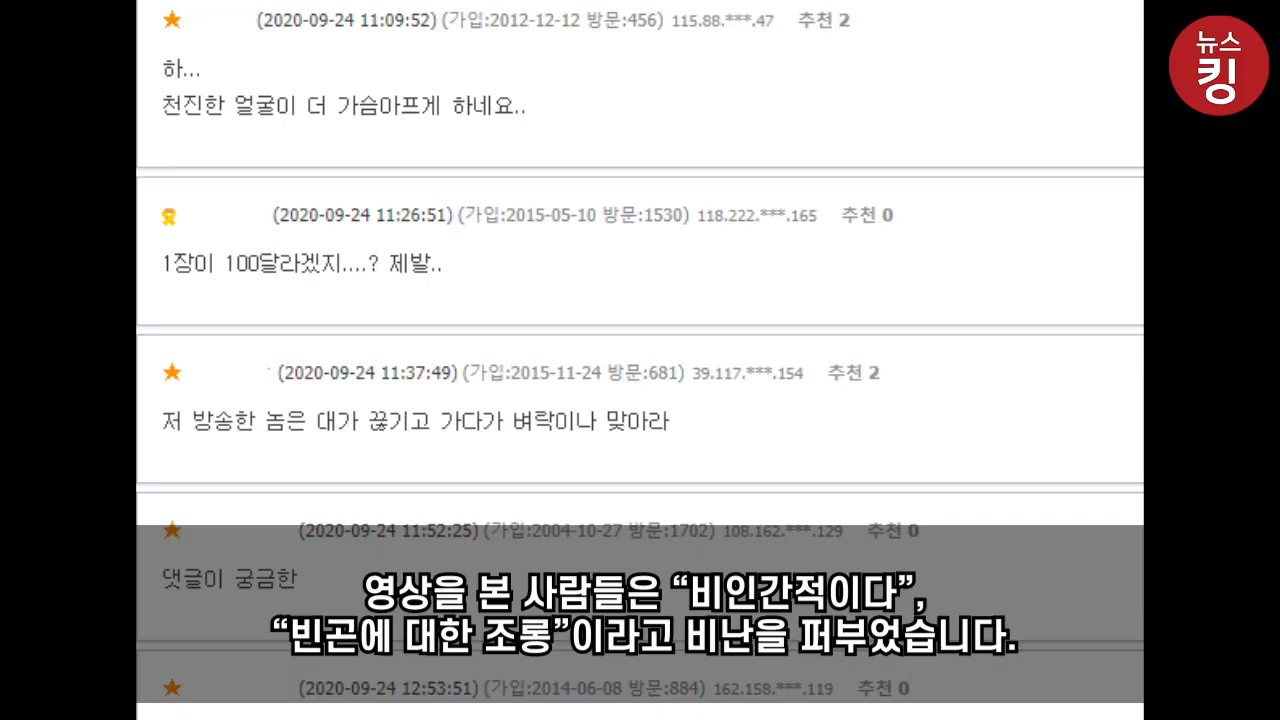 (2020-09-24 11:09:52) (가입:2012-12-12 방문:456) 115.88.***.47 추천 2
뉴스
킹
하...
천진한 얼굴이 더 가슴아프게 하네요..
(2020-09-24 11:26:51) (가입:2015-05-10 방문:1530) 118.222.***.165 추천 0
1장이 100달라겠지....? 제발..
(2020-09-24 11:37:49) (가입:2015-11-24 방문:681) 39.117.***.154 추천 2
저 방송한 놈은 대가 끊기고 가다가 벼락이나 맞아라
(2020-09-24 11:52:25) (가입:2004-10-27 방문:1702) 108.162.***.129 추천 0
댓글이 궁금한
영상을 본 사람들은 “비인간적이다”,
“빈곤에 대한 조롱”이라고 비난을 퍼부었습니다.
(2020-09-24 12:53:51) (가입:2014-06-08 방문:884) 162.158.***.119 추천 0